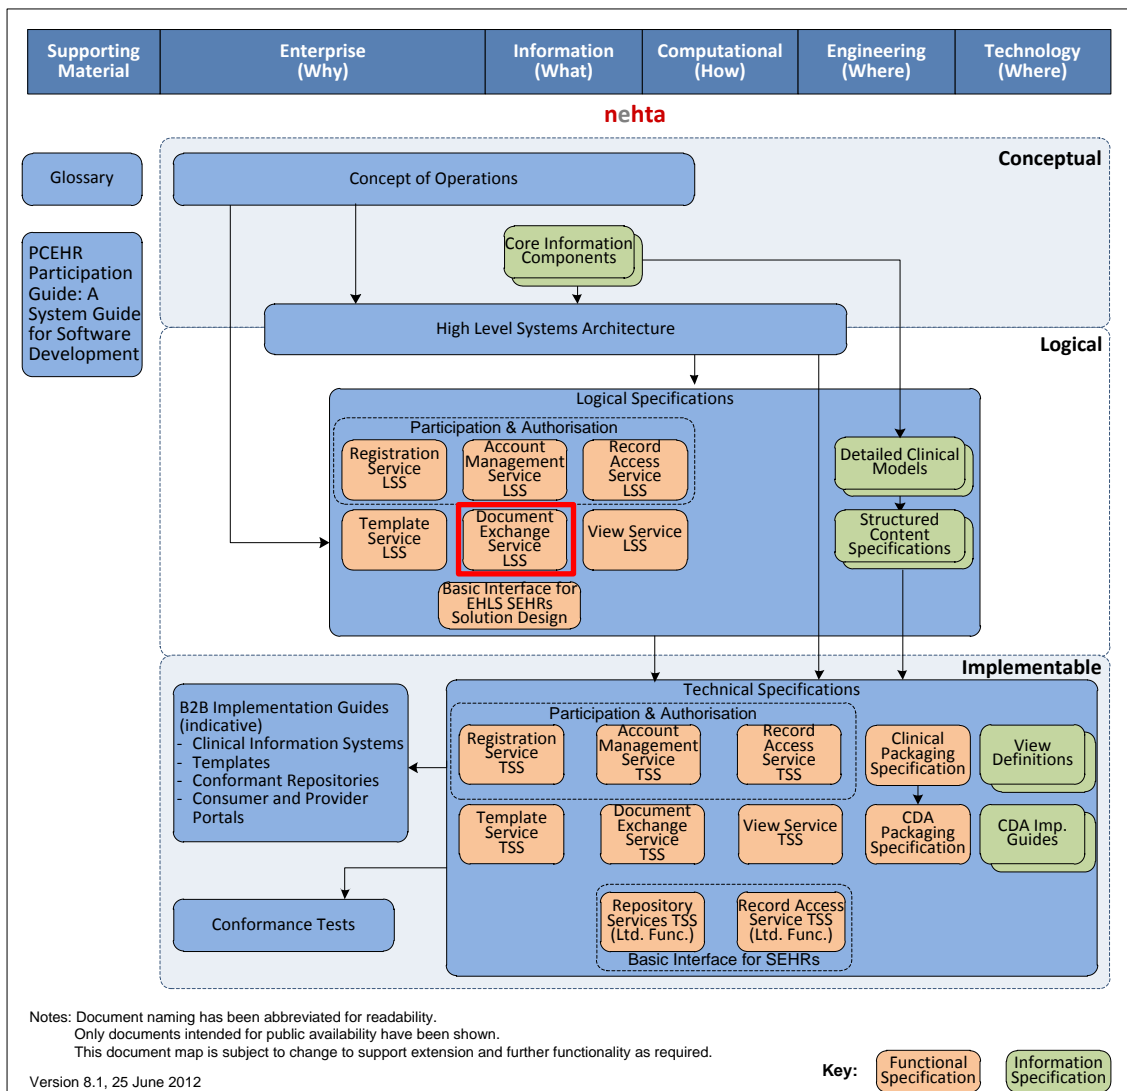 Supporting
Material
Enterprise
(Why)
Information
(What)
Computational
(How)
Engineering
(Where)
Technology
(Where)
nehta
Conceptual
Glossary
Concept of Operations
PCEHR
Participation
Guide: A
System Guide
for Software
Development
Core Information
Components
High Level Systems Architecture
Logical
Logical Specifications
Participation & Authorisation
Registration
Service
LSS
Account
Management
Service
LSS
Record
Access
Service
LSS
Detailed Clinical
Models
Template
Service
LSS
Document
Exchange
Service
LSS
View Service
LSS
Structured
Content
Specifications
Basic Interface for
EHLS SEHRs
Solution Design
Implementable
B2B Implementation Guides
(indicative)
- Clinical Information Systems
- Templates
- Conformant Repositories
- Consumer and Provider
Portals
Technical Specifications
Participation & Authorisation
Registration
Service
TSS
Account
Management
Service
TSS
Record
Access
Service
TSS
Clinical
Packaging
Specification
View
Definitions
Template
Service
TSS
Document
Exchange
Service
TSS
View Service
TSS
CDA
Packaging
Specification
CDA Imp.
Guides
Conformance Tests
Repository
Services TSS
(Ltd. Func.)
Record Access
Service TSS
(Ltd. Func.)
Basic Interface for SEHRs
Notes: Document naming has been abbreviated for readability.
Only documents intended for public availability have been shown.
This document map is subject to change to support extension and further functionality as required.
Version 8.1, 25 June 2012
Key:
Functional
Specification
Information
Specification